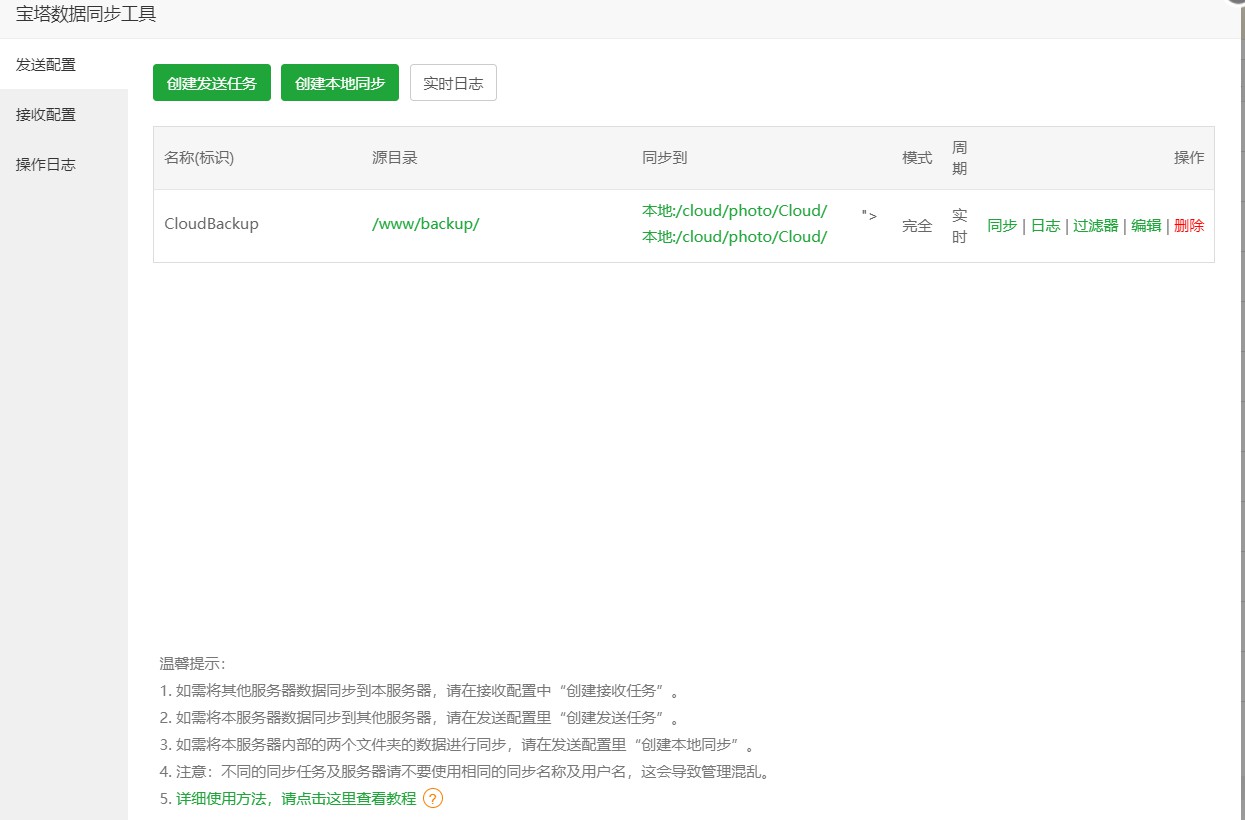 宝塔数据同步工具
发送配置
接收配置
操作日志
创建发送任务 创建本地同步 实时日志
名称(标识) 源目录 同步到 模式 周期 操作
CloudBackup /www/backup/ 本地:/cloud/photo/Cloud/ "> 完全 实时 同步 | 日志 | 过滤器 | 编辑 | 删除
本地:/cloud/photo/Cloud/
温馨提示：
1. 如需将其他服务器数据同步到本服务器，请在接收配置中“创建接收任务”。
2. 如需将本服务器数据同步到其他服务器，请在发送配置里“创建发送任务”。
3. 如需将本服务器内部的两个文件夹的数据进行同步，请在发送配置里“创建本地同步”。
4. 注意：不同的同步任务及服务器请不要使用相同的同步名称及用户名，这会导致管理混乱。
5. 详细使用方法，请点击这里查看教程 ?